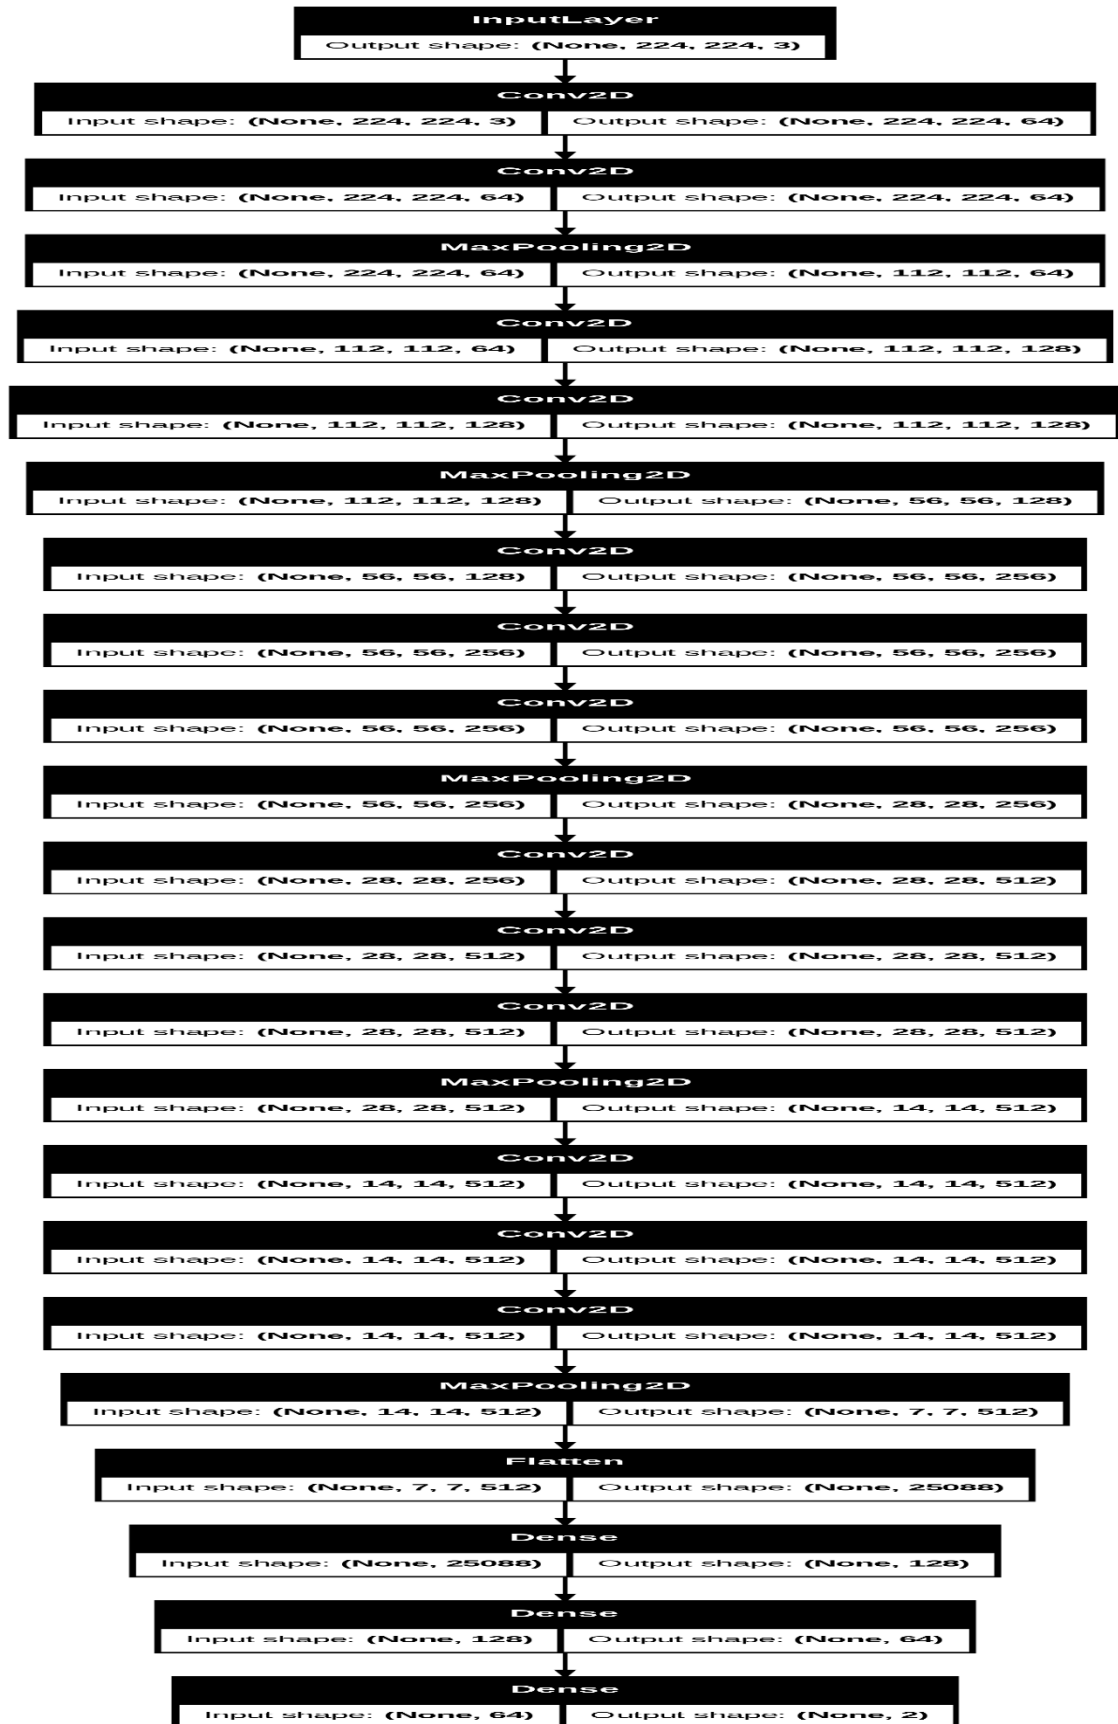 InputLayer
Output shape: (None, 224, 224, 3)
Conv2D
Input shape: (None, 224, 224, 3) Output shape: (None, 224, 224, 64)
Conv2D
Input shape: (None, 224, 224, 64) Output shape: (None, 224, 224, 64)
MaxPooling2D
Input shape: (None, 224, 224, 64) Output shape: (None, 112, 112, 64)
Conv2D
Input shape: (None, 112, 112, 64) Output shape: (None, 112, 112, 128)
Conv2D
Input shape: (None, 112, 112, 128) Output shape: (None, 112, 112, 128)
MaxPooling2D
Input shape: (None, 112, 112, 128) Output shape: (None, 56, 56, 128)
Conv2D
Input shape: (None, 56, 56, 128) Output shape: (None, 56, 56, 256)
Conv2D
Input shape: (None, 56, 56, 256) Output shape: (None, 56, 56, 256)
Conv2D
Input shape: (None, 56, 56, 256) Output shape: (None, 56, 56, 256)
MaxPooling2D
Input shape: (None, 56, 56, 256) Output shape: (None, 28, 28, 256)
Conv2D
Input shape: (None, 28, 28, 256) Output shape: (None, 28, 28, 512)
Conv2D
Input shape: (None, 28, 28, 512) Output shape: (None, 28, 28, 512)
Conv2D
Input shape: (None, 28, 28, 512) Output shape: (None, 28, 28, 512)
MaxPooling2D
Input shape: (None, 28, 28, 512) Output shape: (None, 14, 14, 512)
Conv2D
Input shape: (None, 14, 14, 512) Output shape: (None, 14, 14, 512)
Conv2D
Input shape: (None, 14, 14, 512) Output shape: (None, 14, 14, 512)
Conv2D
Input shape: (None, 14, 14, 512) Output shape: (None, 14, 14, 512)
MaxPooling2D
Input shape: (None, 14, 14, 512) Output shape: (None, 7, 7, 512)
Flatten
Input shape: (None, 7, 7, 512) Output shape: (None, 25088)
Dense
Input shape: (None, 25088) Output shape: (None, 128)
Dense
Input shape: (None, 128) Output shape: (None, 64)
Dense
Input shape: (None, 64) Output shape: (None, 2)